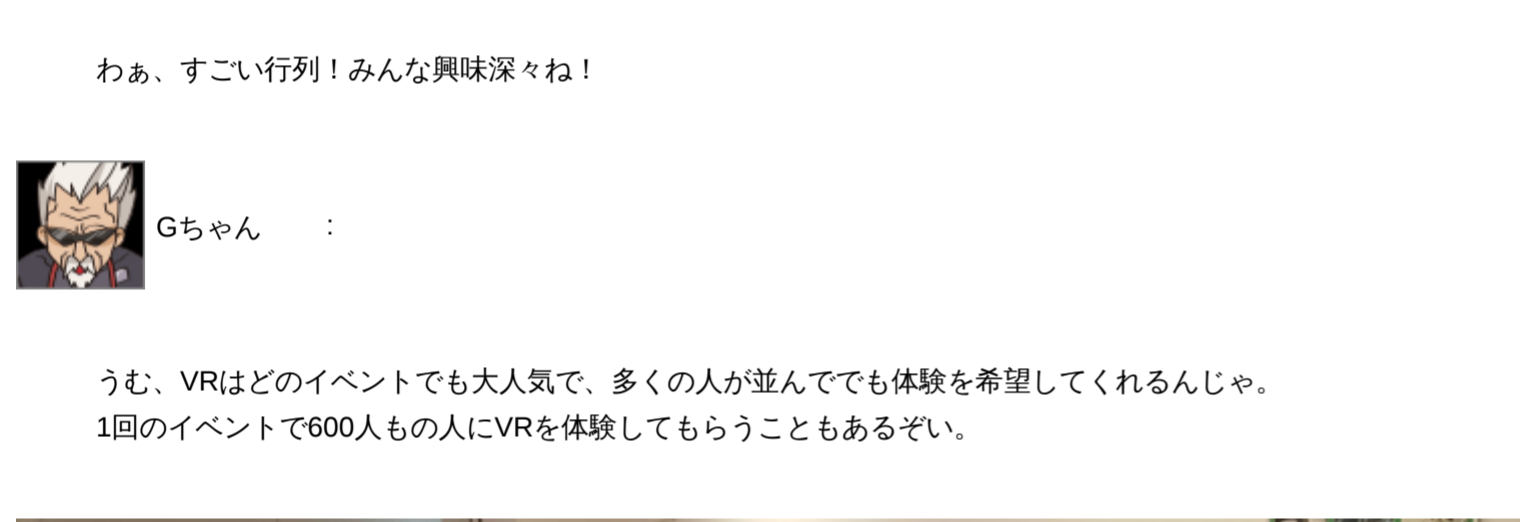 わぁ、すごい行列！みんな興味深々ね！
Gちゃん　　：
うむ、VRはどのイベントでも大人気で、多くの人が並んででも体験を希望してくれるんじゃ。
1回のイベントで600人もの人にVRを体験してもらうこともあるぞい。